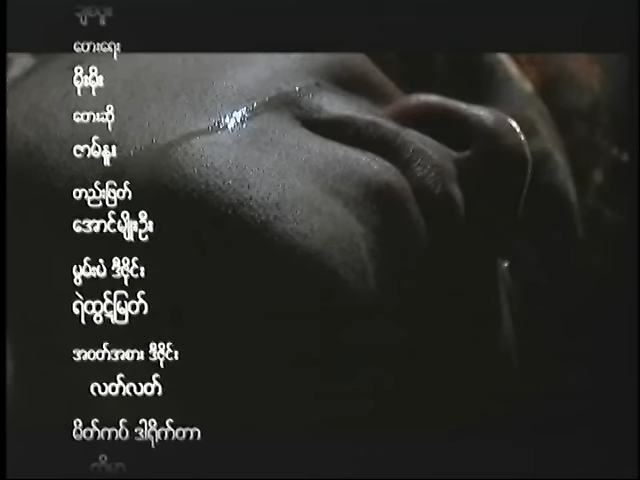 တေးရေး
မိုးမိုး
တေးဆို
ဇာမ်နူး
တည်းဖြတ်
အောင်မျိုးဦး
ပွမ်းပံ ဒီဇိုင်း
ရဲထွဋ်မြတ်
အဝတ်အစား ဒီဇိုင်း
လတ်လတ်
မိတ်ကပ် ဒါရိုက်တာ